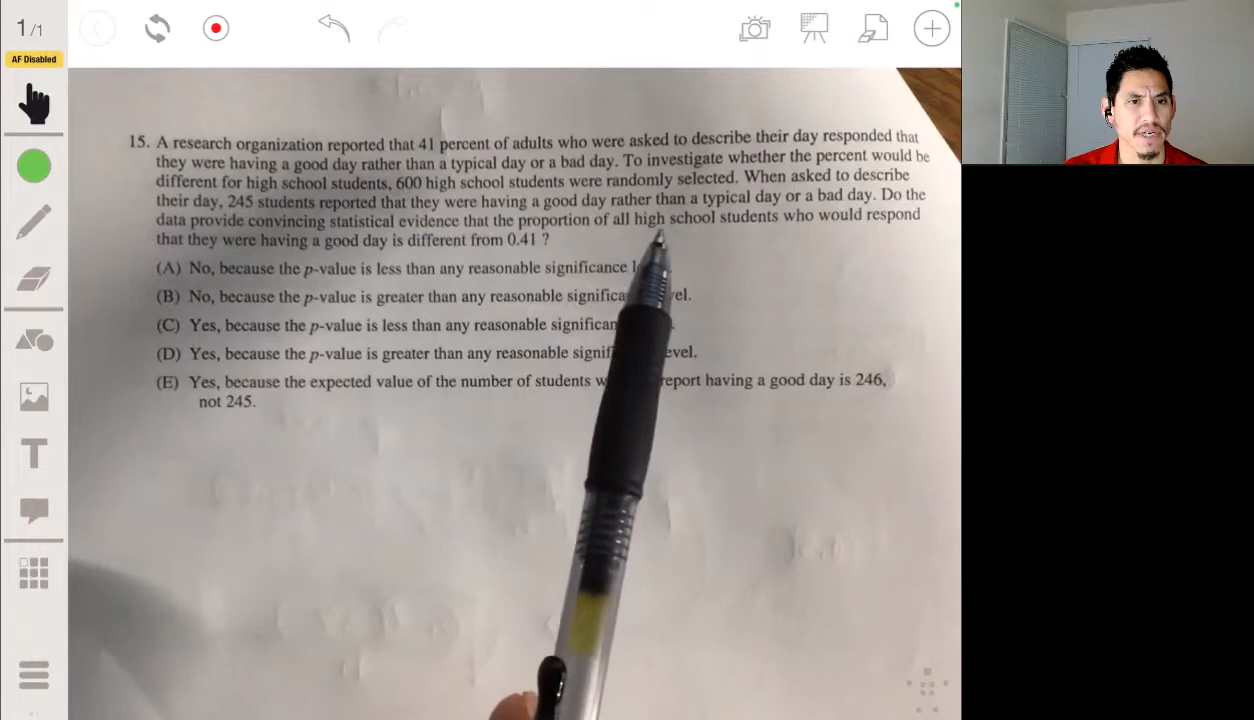 1/1
AF Disabled
15. A research organization reported that 41 percent of adults who were asked to describe their day responded that
they were having a good day rather than a typical day or a bad day. To investigate whether the percent would be
different for high school students, 600 high school students were randomly selected. When asked to describe
their day, 245 students reported that they were having a good day rather than a typical day or a bad day. Do the
data provide convincing statistical evidence that the proportion of all high school students who would respond
that they were having a good day is different from 0.41 ?
(A) No, because the p-value is less than any reasonable significance
(B) No, because the p-value is greater than any reasonable
(C) Yes, because the p-value is less than any reasonable
(D) Yes, because the p-value is greater than any reasonable
(E) Yes, because the expected value of the number of students report having a good day is 246,
not 245.
T